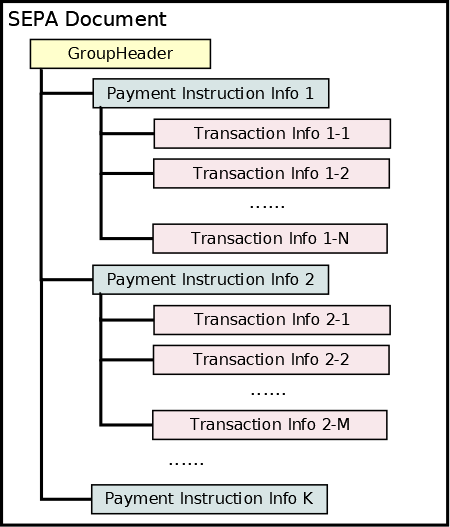 SEPA Document
GroupHeader
Payment Instruction Info 1
Transaction Info 1-1
Transaction Info 1-2
......
Transaction Info 1-N
Payment Instruction Info 2
Transaction Info 2-1
Transaction Info 2-2
......
Transaction Info 2-M
......
Payment Instruction Info K